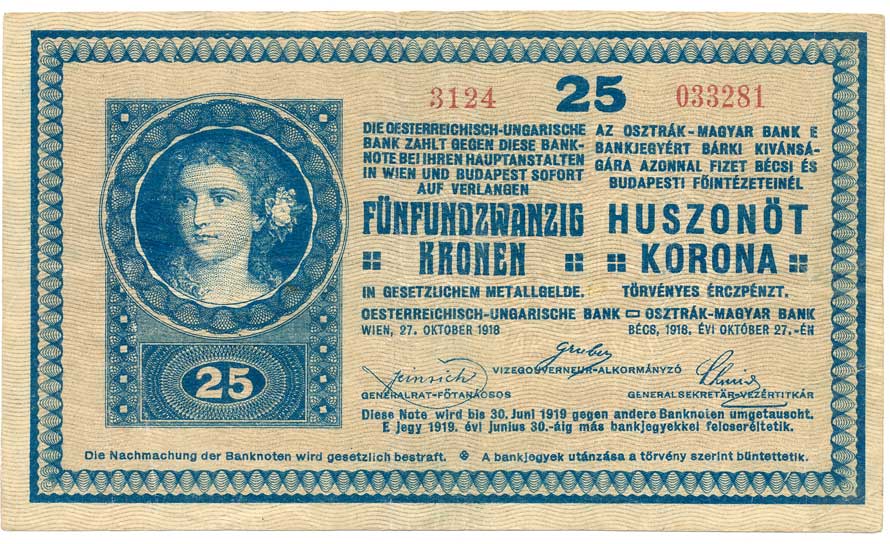 3124 25 033281
DIE OESTERREICHISCH-UNGARISCHE
BANK ZAHLT GEGEN DIESE BANK-
NOTE BEI IHREN HAUPTANSTALTEN
IN WIEN UND BUDAPEST SOFORT
AUF VERLANGEN
FÜNFUNDZWANZIG
KRONEN
IN GESETZLICHEM METALLGELDE.
AZ OSZTRÁK-MAGYAR BANK E
BANKJEGYÉRT BÁRKI KIVÁNSÁ-
GÁRA AZONNAL FIZET BÉCSI ÉS
BUDAPESTI FŐINTÉZETEINÉL
HUSZONÖT
KORONA
TÖRVÉNYES ÉRCZPÉNZT.
OESTERREICHISCH-UNGARISCHE BANK OSZTRÁK-MAGYAR BANK
WIEN, 27. OKTOBER 1918 BÉCS, 1918. ÉVI OKTÓBER 27.-ÉN
25
Gruber
VIZEGOUVERNEUR-ALKORMÁNYZÓ
GENERALRAT-FŐTANÁCSOS GENERALSEKRETÄR-VEZÉRTITKÁR
Diese Note wird bis 30. Juni 1919 gegen andere Banknoten umgetauscht.
E jegy 1919. évi junius 30.-áig más bankjegyekkel felcseréltetik.
Die Nachmachung der Banknoten wird gesetzlich bestraft. A bankjegyek utánzása a törvény szerint büntettetik.